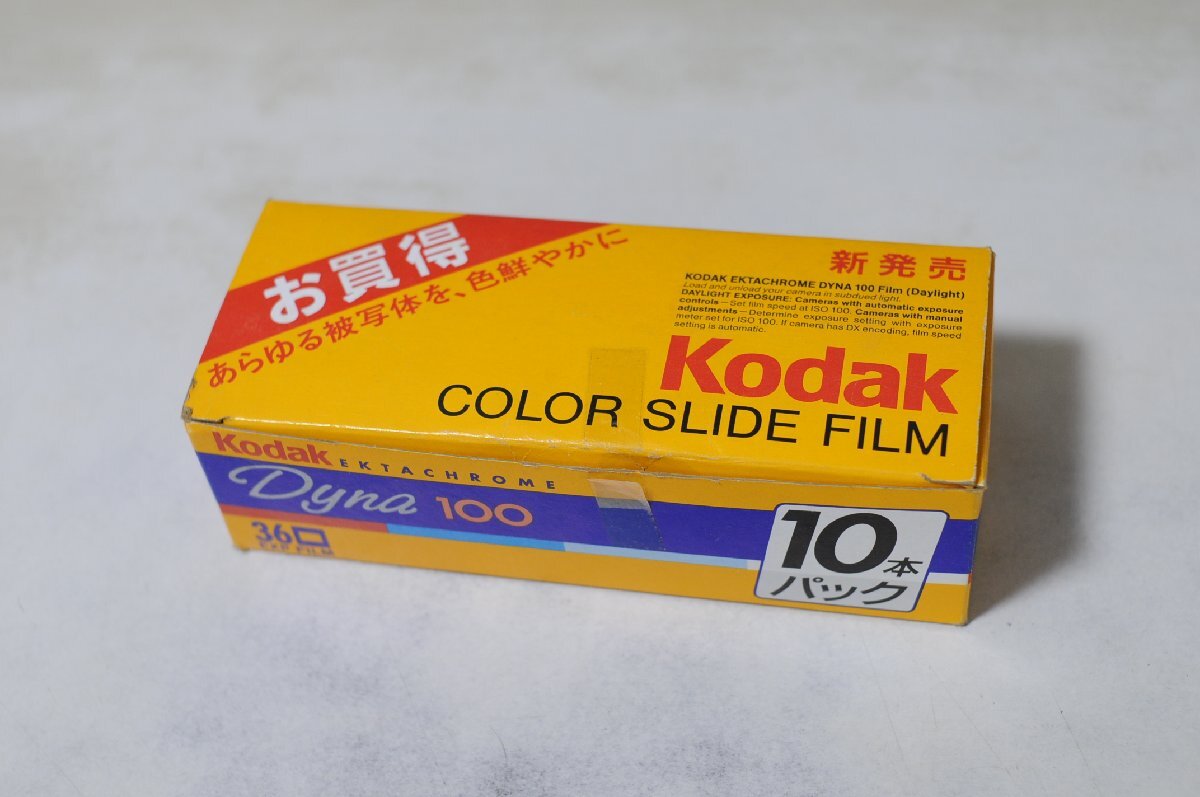 お買得
あらゆる被写体を、色鮮やかに
新発売
KODAK EKTACHROME DYNA 100 Film (Daylight)
Load and unload your camera in subdued light.
DAYLIGHT EXPOSURE: Cameras with automatic exposure
controls—Set film speed at ISO 100. Cameras with manual
adjustments—Determine exposure setting with exposure
meter set for ISO 100. If camera has DX encoding, film speed
setting is automatic.
Kodak
COLOR SLIDE FILM
Kodak EKTACHROME
Dyna 100
36
EXP. FILM
10本
パック